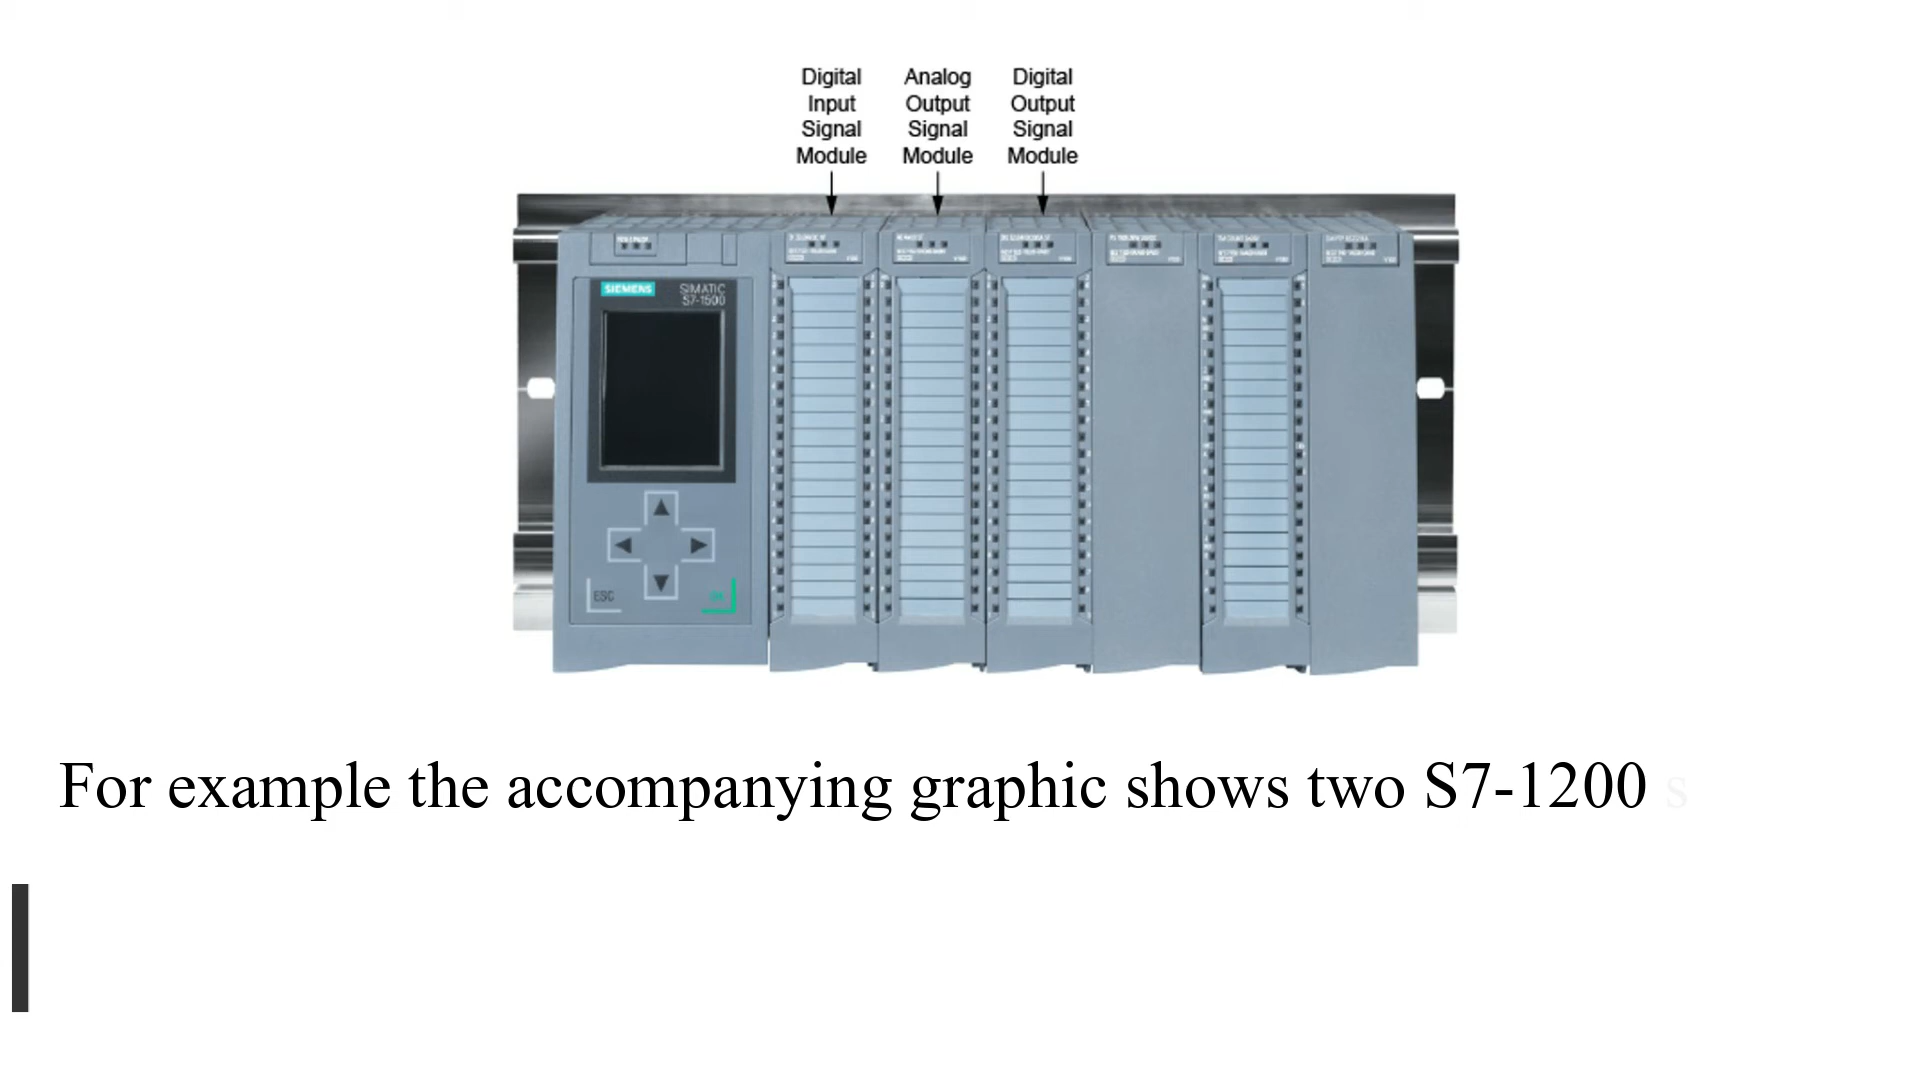 Digital
Input
Signal
Module
Analog
Output
Signal
Module
Digital
Output
Signal
Module
SIEMENS
SIMATIC
S7-1500
ESC
OK
For example the accompanying graphic shows two S7-1200 s